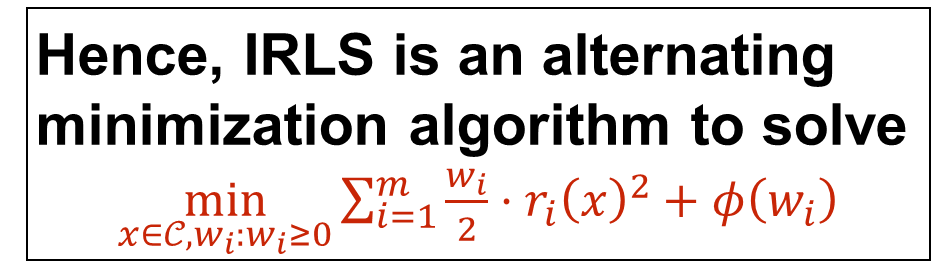 Hence, IRLS is an alternating
minimization algorithm to solve
min x∈𝒞,wᵢ:wᵢ≥0 ∑ᵢ₌₁ᵐ wᵢ/2 · rᵢ(x)² + ϕ(wᵢ)